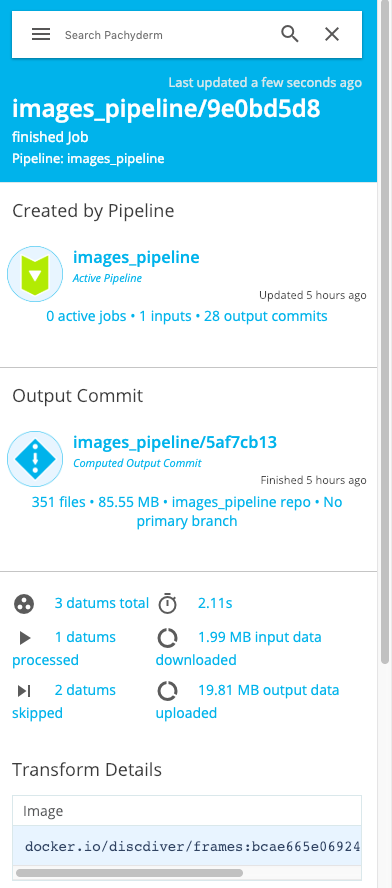 Search Pachyderm
Last updated a few seconds ago
images_pipeline/9e0bd5d8
finished Job
Pipeline: images_pipeline
Created by Pipeline
images_pipeline
Active Pipeline
Updated 5 hours ago
0 active jobs • 1 inputs • 28 output commits
Output Commit
images_pipeline/5af7cb13
Computed Output Commit
Finished 5 hours ago
351 files • 85.55 MB • images_pipeline repo • No
primary branch
3 datums total
2.11s
1 datums
processed
1.99 MB input data
downloaded
2 datums
skipped
19.81 MB output data
uploaded
Transform Details
Image
docker.io/discdiver/frames:bcae665e06924